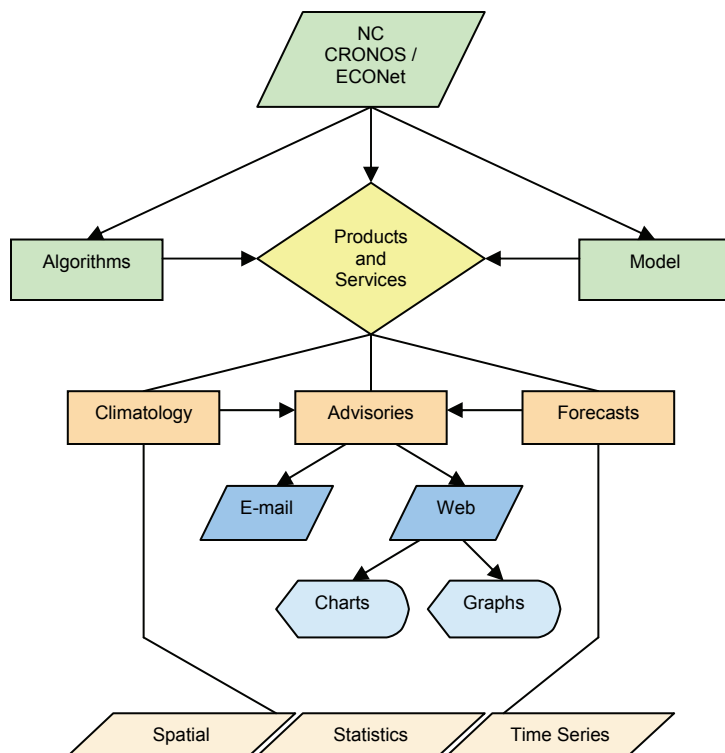 NC
CRONOS /
ECONet
Algorithms
Products
and
Services
Model
Climatology
Advisories
Forecasts
E-mail
Web
Charts
Graphs
Spatial
Statistics
Time Series